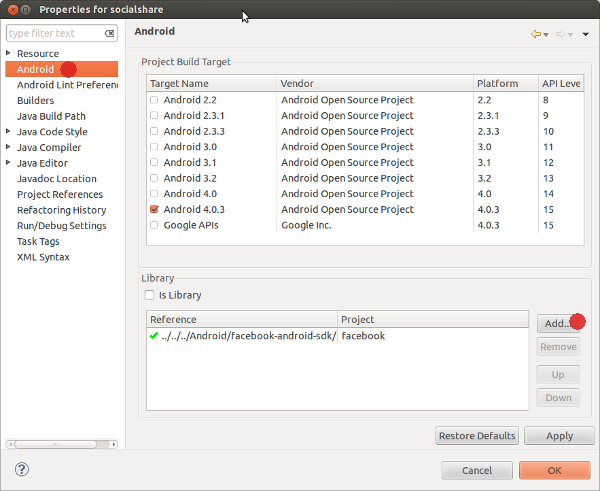 Properties for socialshare
type filter text
Android
Resource
Android
Android Lint Preferen
Builders
Java Build Path
Java Code Style
Java Compiler
Java Editor
Javadoc Location
Project References
Refactoring History
Run/Debug Settings
Task Tags
XML Syntax
Project Build Target
Target Name Vendor Platform API Leve
Android 2.2 Android Open Source Project 2.2 8
Android 2.3.1 Android Open Source Project 2.3.1 9
Android 2.3.3 Android Open Source Project 2.3.3 10
Android 3.0 Android Open Source Project 3.0 11
Android 3.1 Android Open Source Project 3.1 12
Android 3.2 Android Open Source Project 3.2 13
Android 4.0 Android Open Source Project 4.0 14
Android 4.0.3 Android Open Source Project 4.0.3 15
Google APIs Google Inc. 4.0.3 15
Library
Is Library
Reference Project
../../../Android/facebook-android-sdk/ facebook
Add...
Remove
Up
Down
Restore Defaults Apply
? Cancel OK